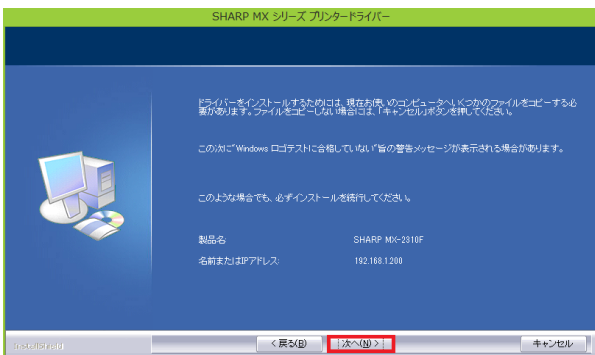 SHARP MX シリーズ プリンタードライバー
ドライバーをインストールするためには、現在お使いのコンピュータへいくつかのファイルをコピーする必
要があります。ファイルをコピーしない場合には、「キャンセル」ボタンを押してください。
この次に"Windows ロゴテストに合格していない"旨の警告メッセージが表示される場合があります。
このような場合でも、必ずインストールを続行してください。
製品名 SHARP MX-2310F
名前またはIPアドレス: 192.168.1.200
InstallShield
< 戻る(B) 次へ(N) > キャンセル